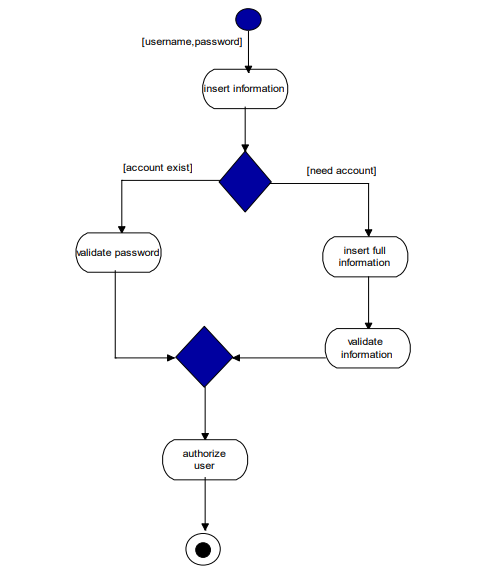 [username,password]
insert information
[account exist]
[need account]
validate password
insert full
information
validate
information
authorize
user